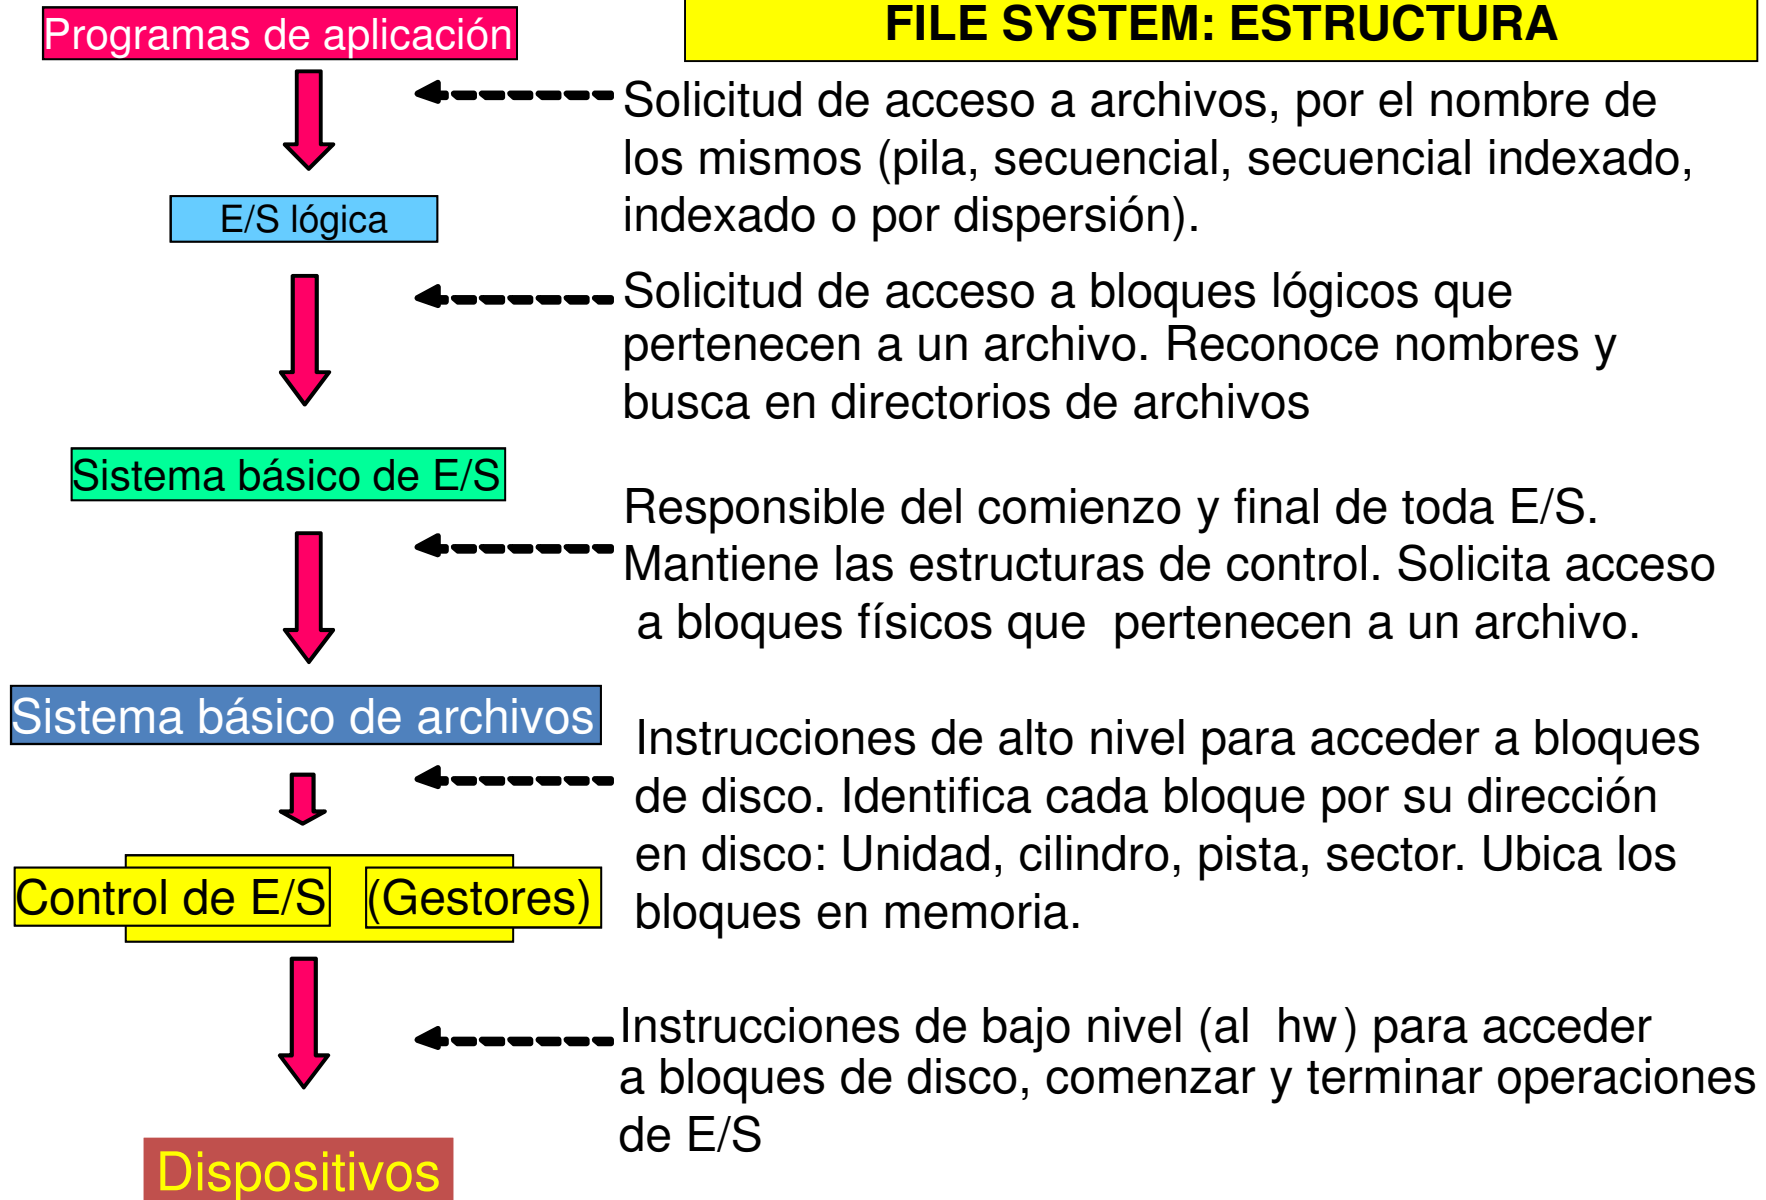 FILE SYSTEM: ESTRUCTURA
Programas de aplicación
Solicitud de acceso a archivos, por el nombre de
los mismos (pila, secuencial, secuencial indexado,
indexado o por dispersión).
E/S lógica
Solicitud de acceso a bloques lógicos que
pertenecen a un archivo. Reconoce nombres y
busca en directorios de archivos
Sistema básico de E/S
Responsible del comienzo y final de toda E/S.
Mantiene las estructuras de control. Solicita acceso
a bloques físicos que pertenecen a un archivo.
Sistema básico de archivos
Instrucciones de alto nivel para acceder a bloques
de disco. Identifica cada bloque por su dirección
en disco: Unidad, cilindro, pista, sector. Ubica los
bloques en memoria.
Control de E/S (Gestores)
Instrucciones de bajo nivel (al hw) para acceder
a bloques de disco, comenzar y terminar operaciones
de E/S
Dispositivos